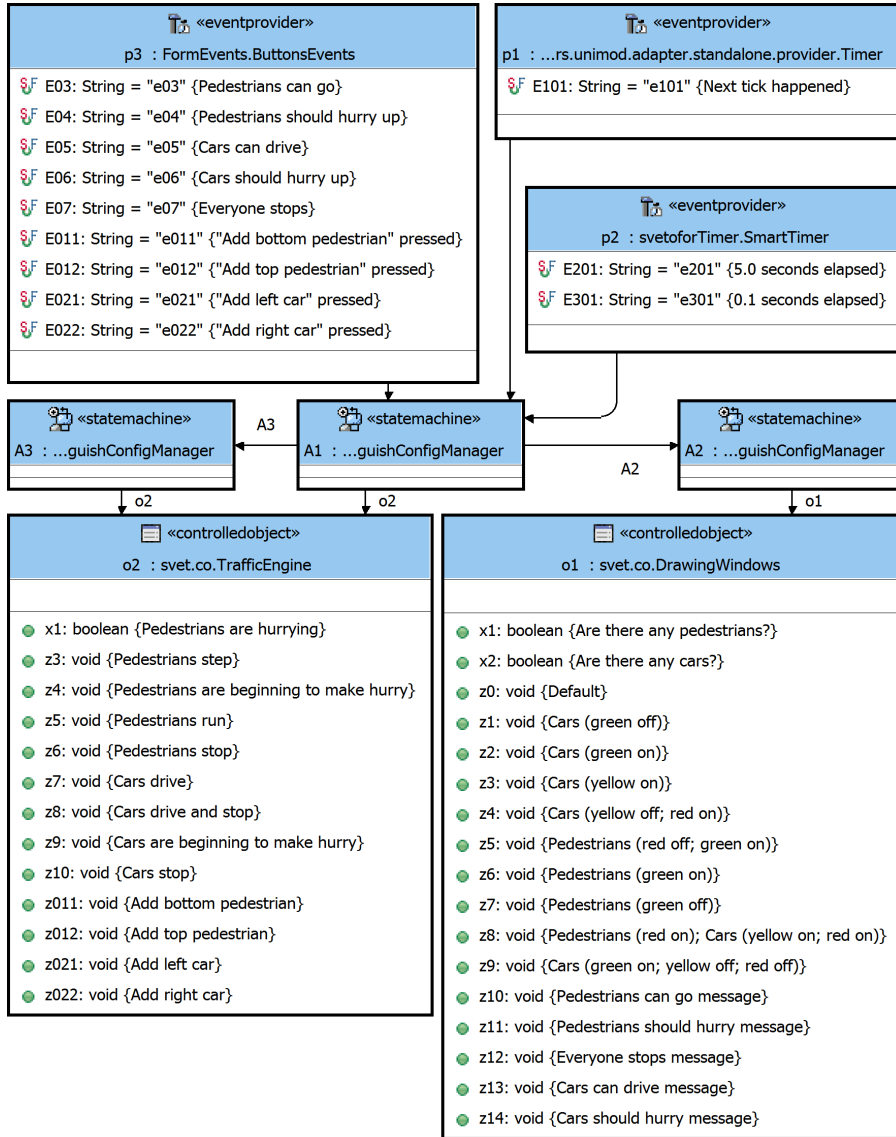 «eventprovider»
p3 : FormEvents.ButtonsEvents
E03: String = "e03" {Pedestrians can go}
E04: String = "e04" {Pedestrians should hurry up}
E05: String = "e05" {Cars can drive}
E06: String = "e06" {Cars should hurry up}
E07: String = "e07" {Everyone stops}
E011: String = "e011" {"Add bottom pedestrian" pressed}
E012: String = "e012" {"Add top pedestrian" pressed}
E021: String = "e021" {"Add left car" pressed}
E022: String = "e022" {"Add right car" pressed}
«eventprovider»
p1 : ...rs.unimod.adapter.standalone.provider.Timer
E101: String = "e101" {Next tick happened}
«eventprovider»
p2 : svetoforTimer.SmartTimer
E201: String = "e201" {5.0 seconds elapsed}
E301: String = "e301" {0.1 seconds elapsed}
«statemachine»
A3 : ...guishConfigManager
A3
«statemachine»
A1 : ...guishConfigManager
A2
«statemachine»
A2 : ...guishConfigManager
o2
o2
o1
«controlledobject»
o2 : svet.co.TrafficEngine
x1: boolean {Pedestrians are hurrying}
z3: void {Pedestrians step}
z4: void {Pedestrians are beginning to make hurry}
z5: void {Pedestrians run}
z6: void {Pedestrians stop}
z7: void {Cars drive}
z8: void {Cars drive and stop}
z9: void {Cars are beginning to make hurry}
z10: void {Cars stop}
z011: void {Add bottom pedestrian}
z012: void {Add top pedestrian}
z021: void {Add left car}
z022: void {Add right car}
«controlledobject»
o1 : svet.co.DrawingWindows
x1: boolean {Are there any pedestrians?}
x2: boolean {Are there any cars?}
z0: void {Default}
z1: void {Cars (green off)}
z2: void {Cars (green on)}
z3: void {Cars (yellow on)}
z4: void {Cars (yellow off; red on)}
z5: void {Pedestrians (red off; green on)}
z6: void {Pedestrians (green on)}
z7: void {Pedestrians (green off)}
z8: void {Pedestrians (red on); Cars (yellow on; red on)}
z9: void {Cars (green on; yellow off; red off)}
z10: void {Pedestrians can go message}
z11: void {Pedestrians should hurry message}
z12: void {Everyone stops message}
z13: void {Cars can drive message}
z14: void {Cars should hurry message}